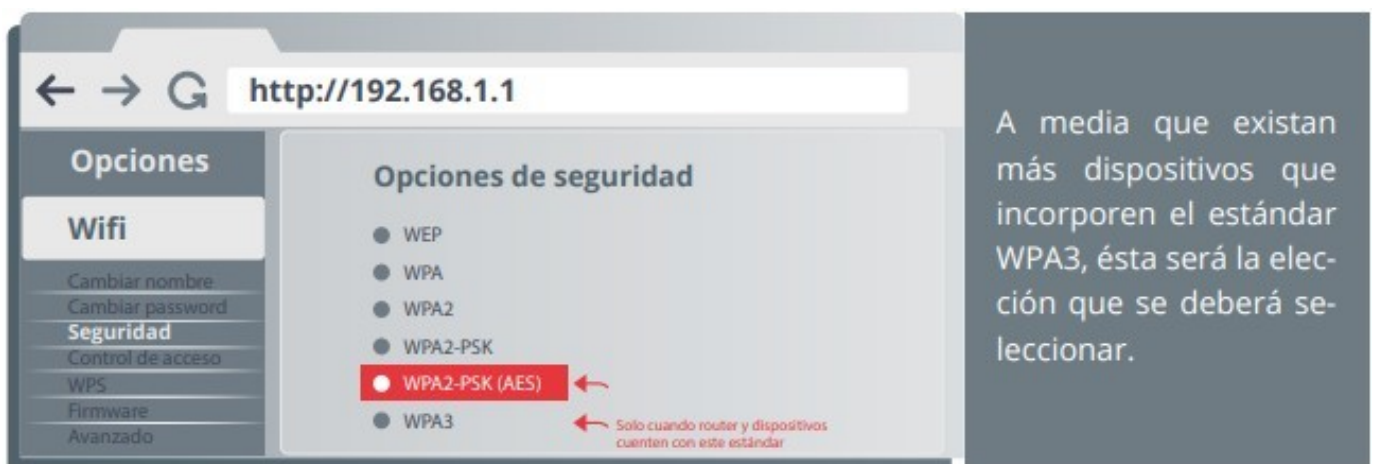 http://192.168.1.1
Opciones
Wifi
Cambiar nombre
Cambiar password
Seguridad
Control de acceso
WPS
Firmware
Avanzado
Opciones de seguridad
WEP
WPA
WPA2
WPA2-PSK
WPA2-PSK (AES)
WPA3
Solo cuando router y dispositivos
cuenten con este estándar
A media que existan
más dispositivos que
incorporen el estándar
WPA3, ésta será la elec-
ción que se deberá se-
leccionar.